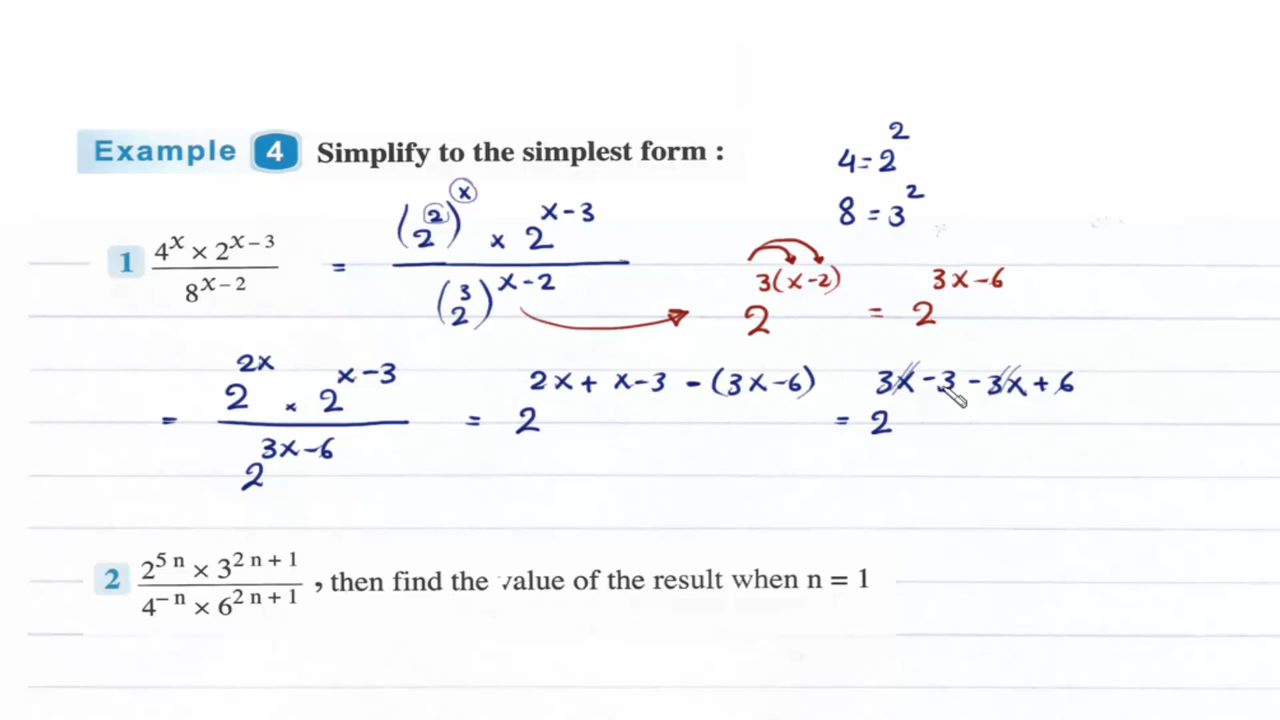 Example 4 Simplify to the simplest form :
4 = 2^2
8 = 3^2
1 (4^x × 2^(x−3)) / (8^(x−2)) = ((2^2)^x × 2^(x−3)) / ((2^3)^(x−2))
2^(3(x−2)) = 2^(3x−6)
= (2^(2x) × 2^(x−3)) / (2^(3x−6)) = 2^(2x + x−3 − (3x−6)) = 2^(3x − 3 − 3x + 6)
2 (2^(5 n) × 3^(2 n + 1)) / (4^(− n) × 6^(2 n + 1)) , then find the value of the result when n = 1